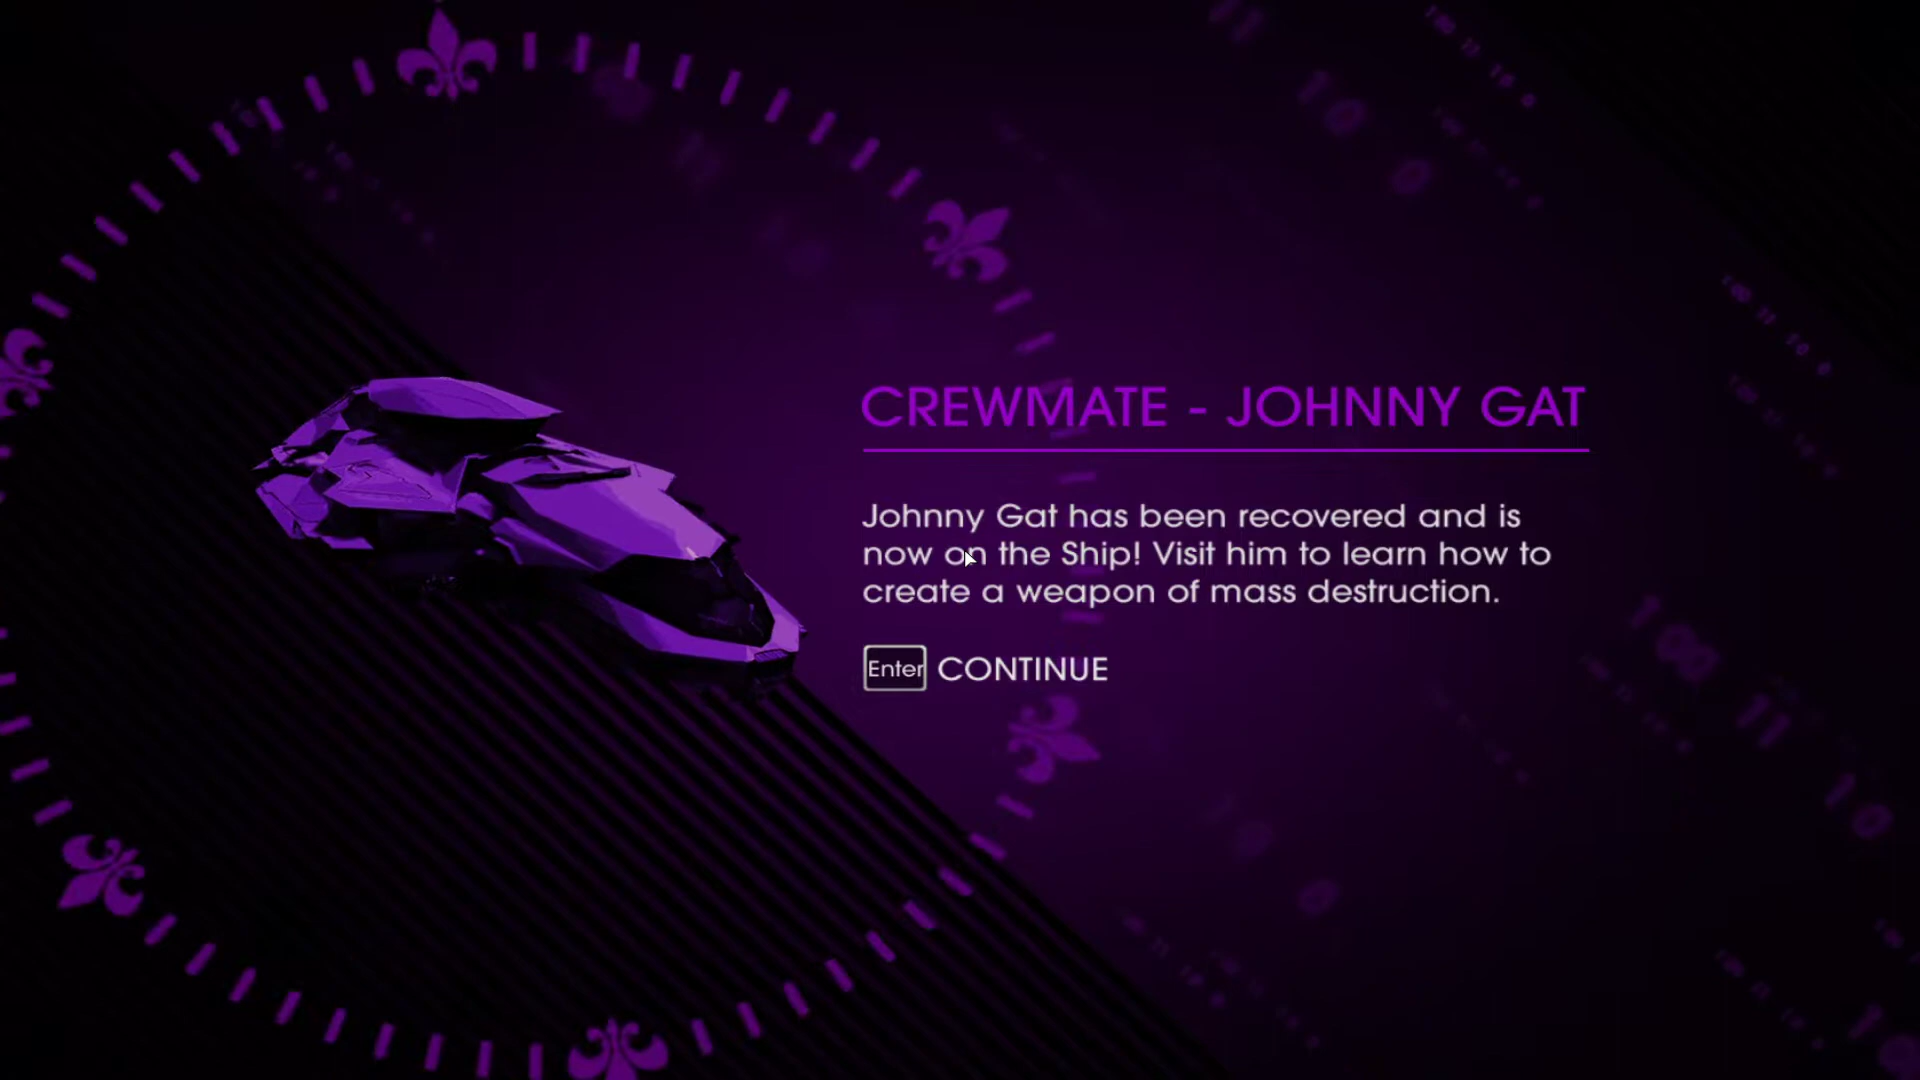 CREWMATE - JOHNNY GAT
Johnny Gat has been recovered and is
now on the Ship! Visit him to learn how to
create a weapon of mass destruction.
Enter CONTINUE